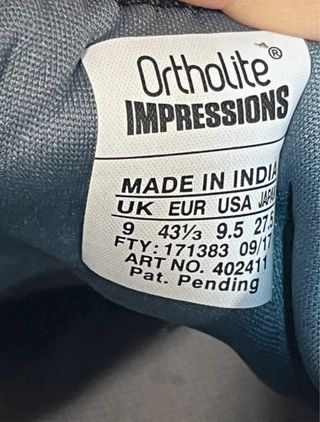 Ortholite®
IMPRESSIONS
MADE IN INDIA
UK EUR USA JAPAN
9 43⅓ 9.5 27.5
FTY: 171383 09/17
ART NO. 402411
Pat. Pending